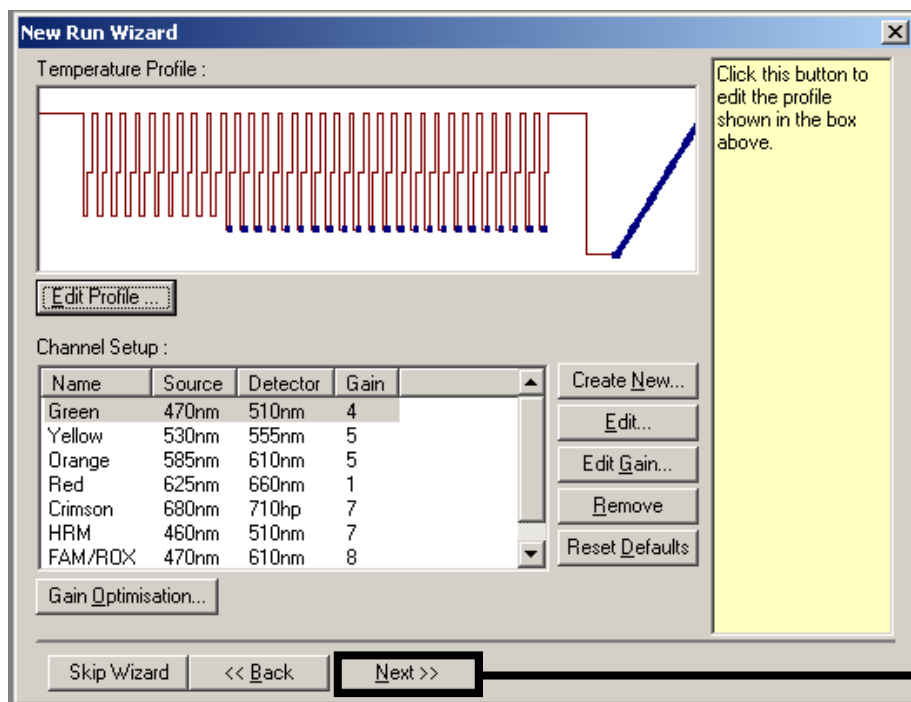 New Run Wizard
Temperature Profile :
Click this button to
edit the profile
shown in the box
above.
Edit Profile ...
Channel Setup :
Name Source Detector Gain
Green 470nm 510nm 4
Yellow 530nm 555nm 5
Orange 585nm 610nm 5
Red 625nm 660nm 1
Crimson 680nm 710hp 7
HRM 460nm 510nm 7
FAM/ROX 470nm 610nm 8
Create New...
Edit...
Edit Gain...
Remove
Reset Defaults
Gain Optimisation...
Skip Wizard << Back Next >>